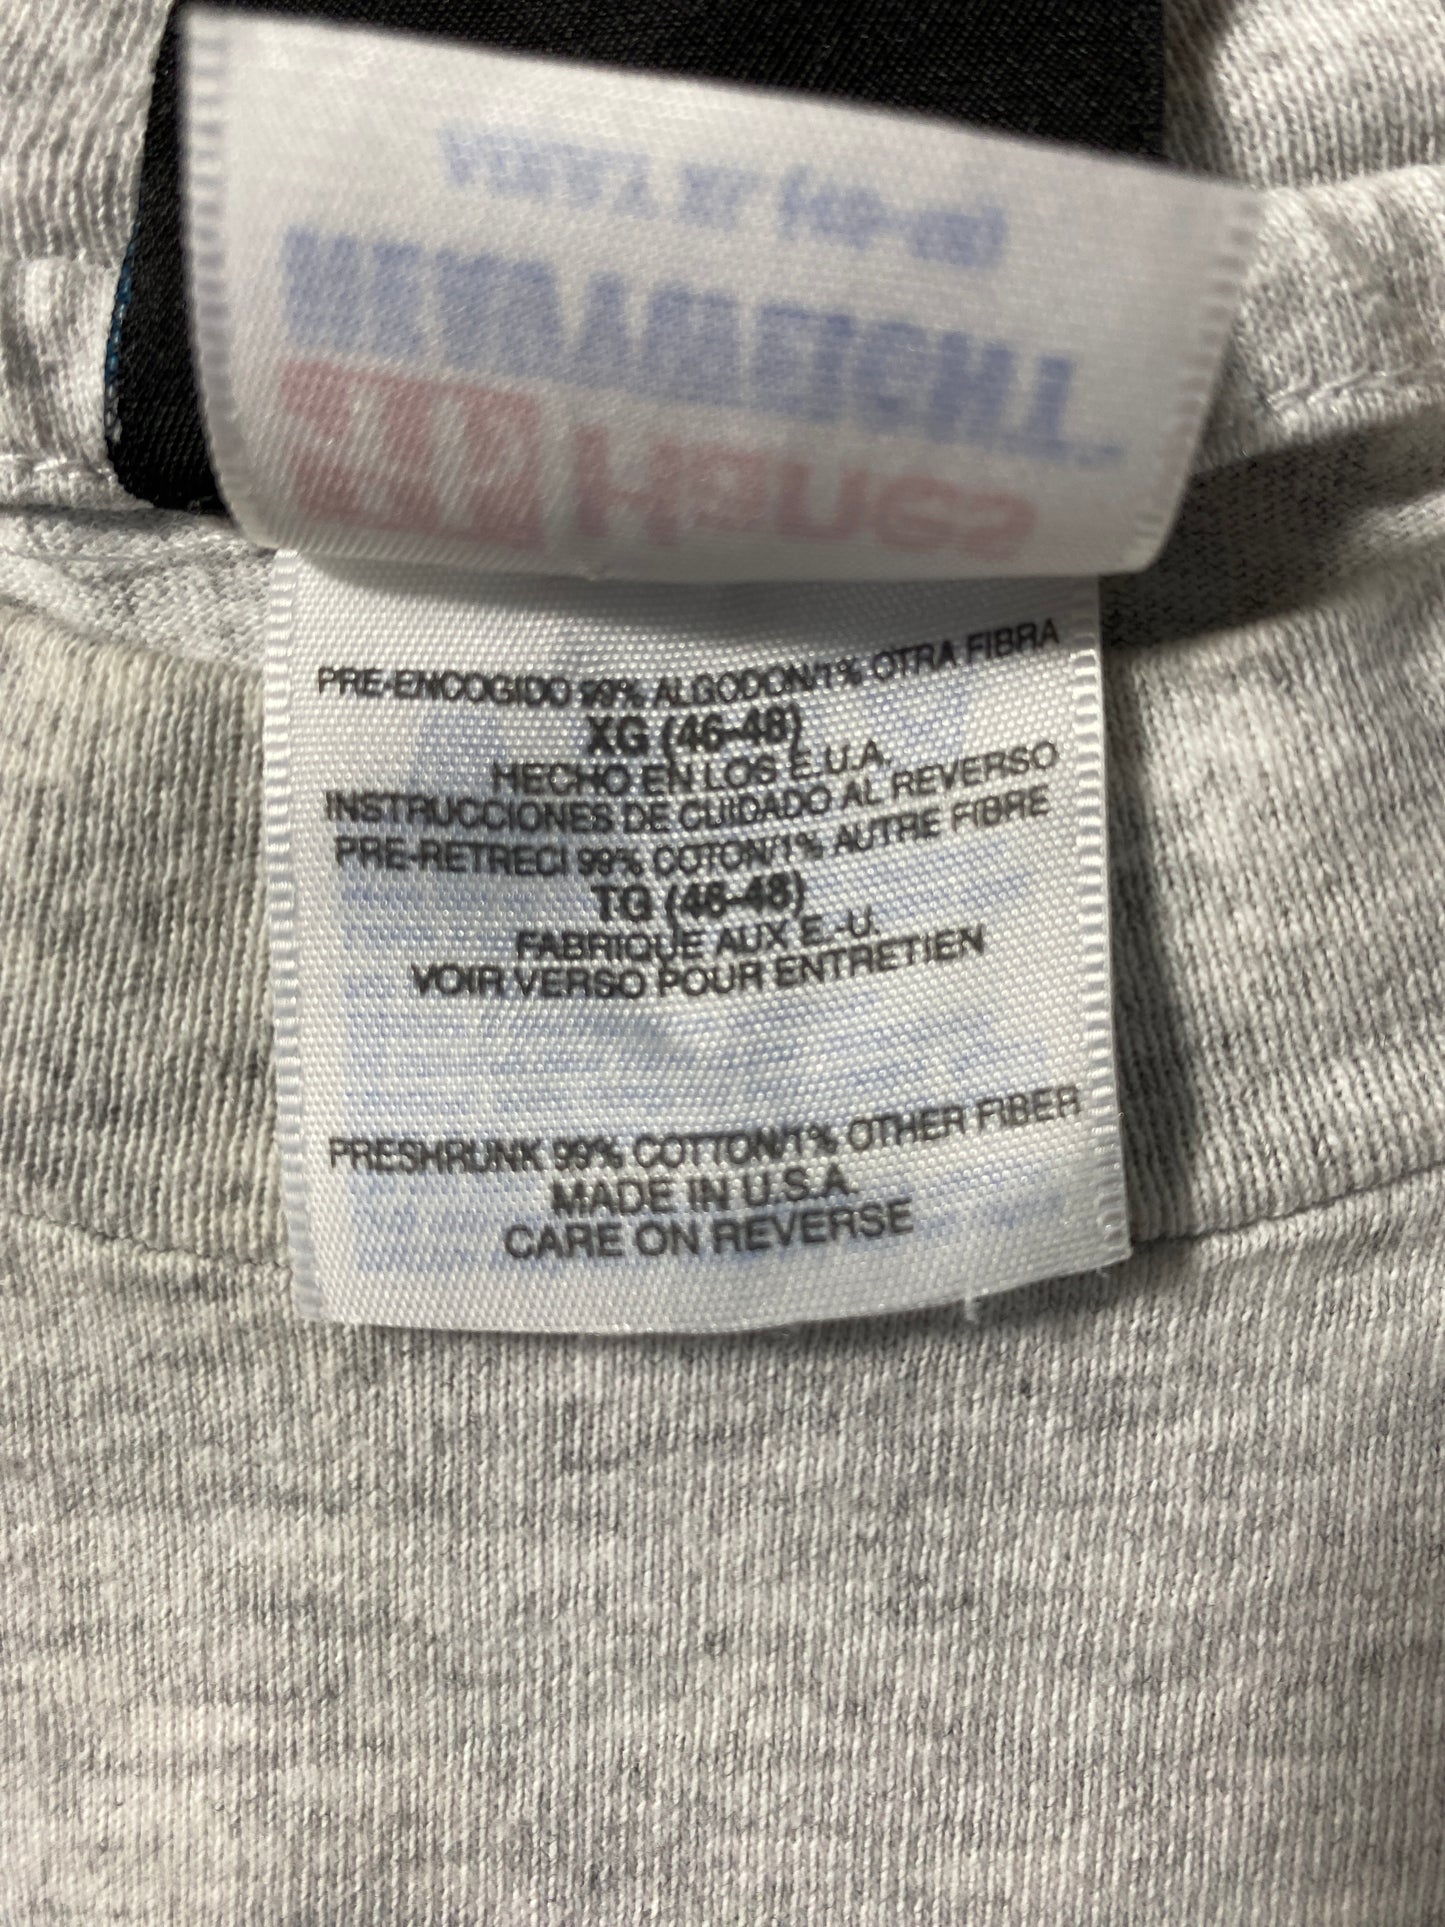 Hanes
HEAVYWEIGHT
PRE-ENCOGIDO 99% ALGODON/1% OTRA FIBRA
XG (46-48)
HECHO EN LOS E.U.A.
INSTRUCCIONES DE CUIDADO AL REVERSO
PRE-RETRECI 99% COTON/1% AUTRE FIBRE
TG (46-48)
FABRIQUE AUX E.-U.
VOIR VERSO POUR ENTRETIEN
PRESHRUNK 99% COTTON/1% OTHER FIBER
MADE IN U.S.A.
CARE ON REVERSE